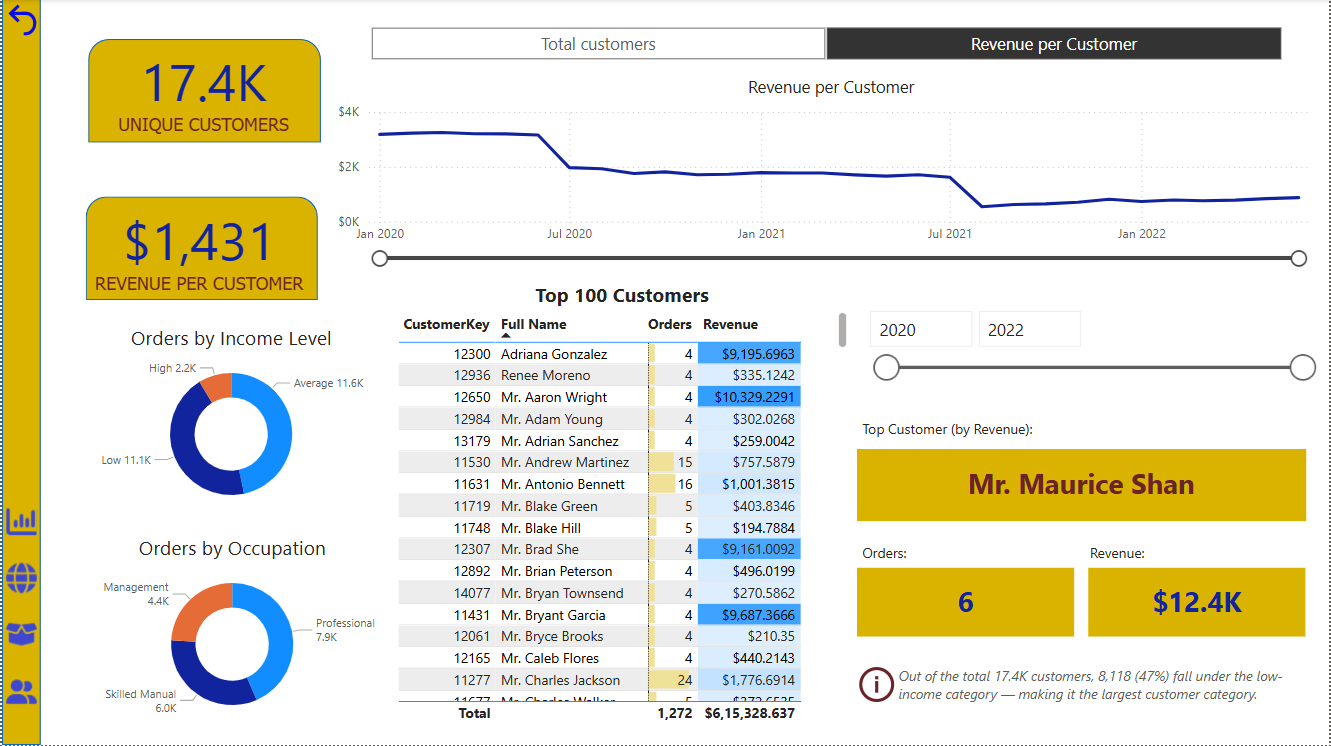 17.4K
UNIQUE CUSTOMERS
$1,431
REVENUE PER CUSTOMER
Total customers
Revenue per Customer
Revenue per Customer
$4K
$2K
$0K
Jan 2020
Jul 2020
Jan 2021
Jul 2021
Jan 2022
Orders by Income Level
High 2.2K
Average 11.6K
Low 11.1K
Orders by Occupation
Management
4.4K
Professional
7.9K
Skilled Manual
6.0K
Top 100 Customers
CustomerKey Full Name Orders Revenue
12300 Adriana Gonzalez 4 $9,195.6963
12936 Renee Moreno 4 $335.1242
12650 Mr. Aaron Wright 4 $10,329.2291
12984 Mr. Adam Young 4 $302.0268
13179 Mr. Adrian Sanchez 4 $259.0042
11530 Mr. Andrew Martinez 15 $757.5879
11631 Mr. Antonio Bennett 16 $1,001.3815
11719 Mr. Blake Green 5 $403.8346
11748 Mr. Blake Hill 5 $194.7884
12307 Mr. Brad She 4 $9,161.0092
12892 Mr. Brian Peterson 4 $496.0199
14077 Mr. Bryan Townsend 4 $270.5862
11431 Mr. Bryant Garcia 4 $9,687.3666
12061 Mr. Bryce Brooks 4 $210.35
12165 Mr. Caleb Flores 4 $440.2143
11277 Mr. Charles Jackson 24 $1,776.6914
Mr. Charles
Total 1,272 $6,15,328.637
2020
2022
Top Customer (by Revenue):
Mr. Maurice Shan
Orders:
Revenue:
6
$12.4K
Out of the total 17.4K customers, 8,118 (47%) fall under the low-
income category — making it the largest customer category.